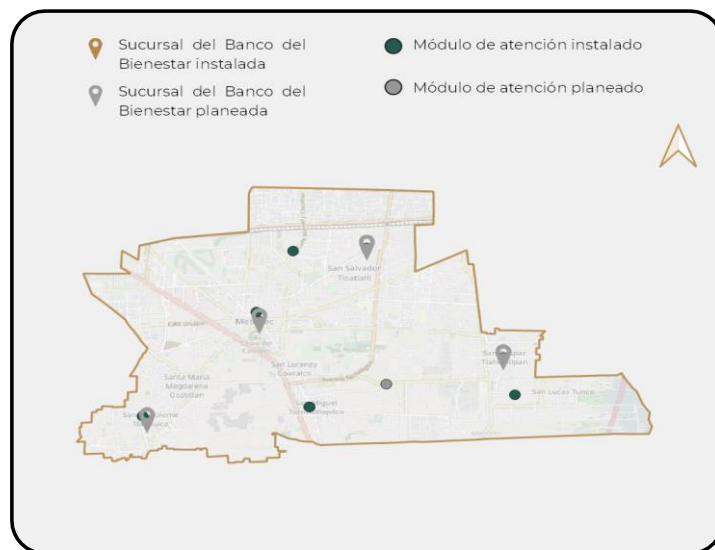 Sucursal del Banco del
Bienestar instalada
Módulo de atención instalado
Sucursal del Banco del
Bienestar planeada
Módulo de atención planeado
San Salvador
Tizatlalli
San Lorenzo
Coacalco
Santa María
Magdalena
Ocotitlán
San Lucas Tunco